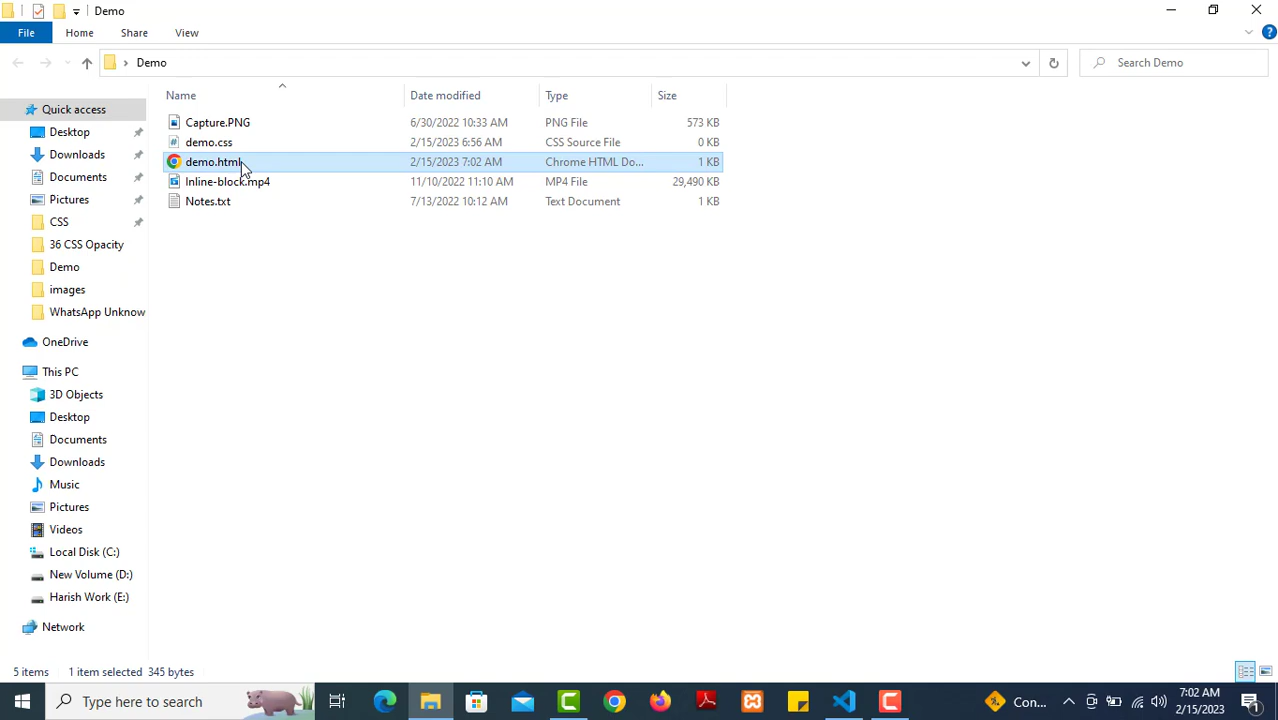 Demo
File Home Share View
Demo Search Demo
Name Date modified Type Size
Capture.PNG 6/30/2022 10:33 AM PNG File 573 KB
demo.css 2/15/2023 6:56 AM CSS Source File 0 KB
demo.html 2/15/2023 7:02 AM Chrome HTML Do... 1 KB
Inline-block.mp4 11/10/2022 11:10 AM MP4 File 29,490 KB
Notes.txt 7/13/2022 10:12 AM Text Document 1 KB
Quick access
Desktop
Downloads
Documents
Pictures
CSS
36 CSS Opacity
Demo
images
WhatsApp Unknow
OneDrive
This PC
3D Objects
Desktop
Documents
Downloads
Music
Pictures
Videos
Local Disk (C:)
New Volume (D:)
Harish Work (E:)
Network
5 items 1 item selected 345 bytes
Type here to search Con... 7:02 AM
2/15/2023 1